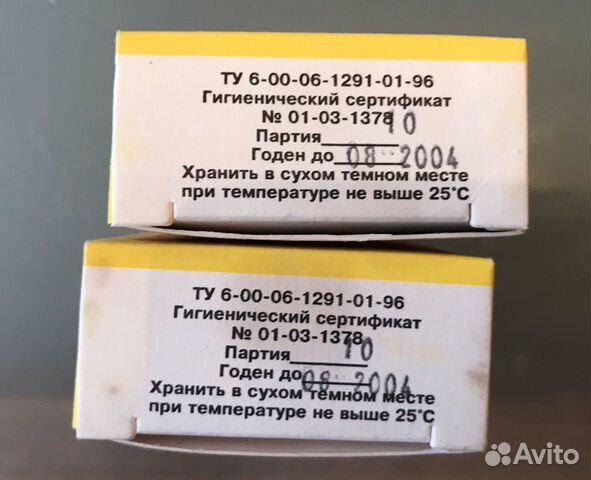 ТУ 6-00-06-1291-01-96
Гигиенический сертификат
№ 01-03-1378
Партия 10
Годен до 08 2004
Хранить в сухом темном месте
при температуре не выше 25°С
ТУ 6-00-06-1291-01-96
Гигиенический сертификат
№ 01-03-1378
Партия 10
Годен до 08 2004
Хранить в сухом темном месте
при температуре не выше 25°С
Avito